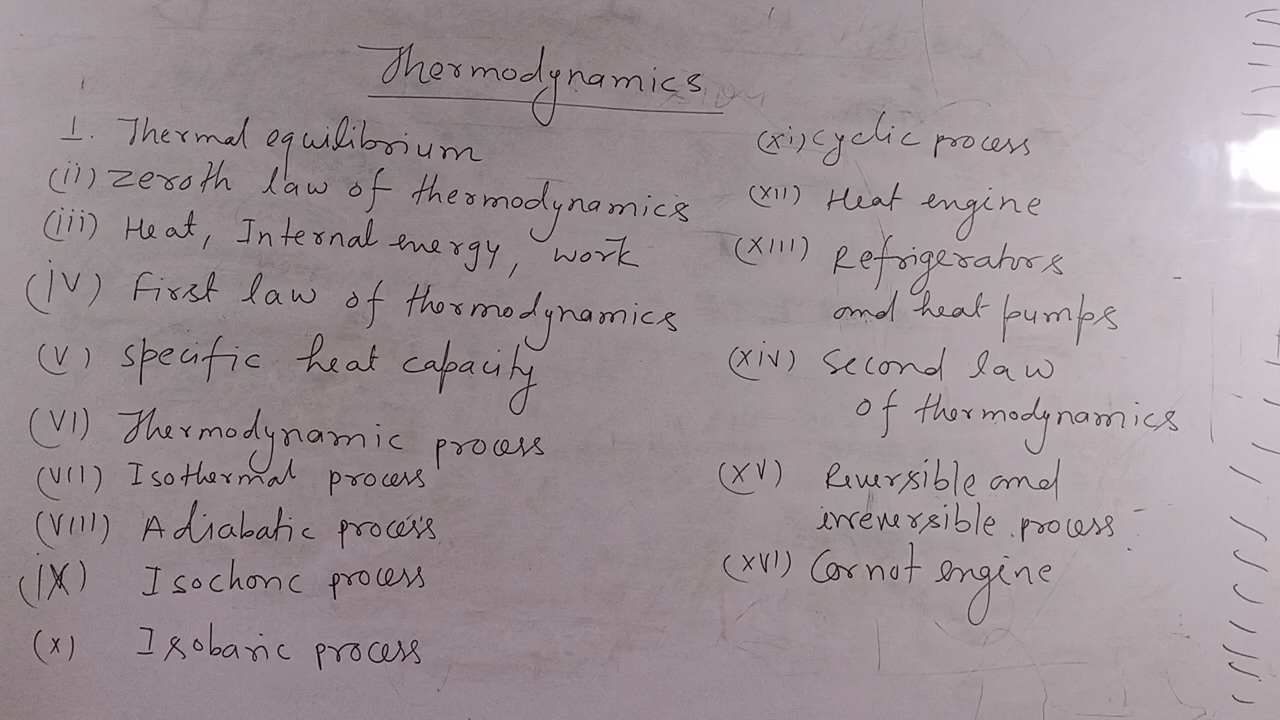 Thermodynamics
1. Thermal equilibrium
(ii) zeroth law of thermodynamics
(iii) Heat, Internal energy, work
(iv) first law of thermodynamics
(v) specific heat capacity
(VI) Thermodynamic process
(VII) Isothermal process
(VIII) Adiabatic process
(iX) Isochoric process
(x) Isobaric process
(xi) cyclic process
(XII) Heat engine
(XIII) Refrigerators
and heat pumps
(xiv) Second law
of thermodynamics
(XV) Reversible and
irreversible process
(XVI) Carnot engine